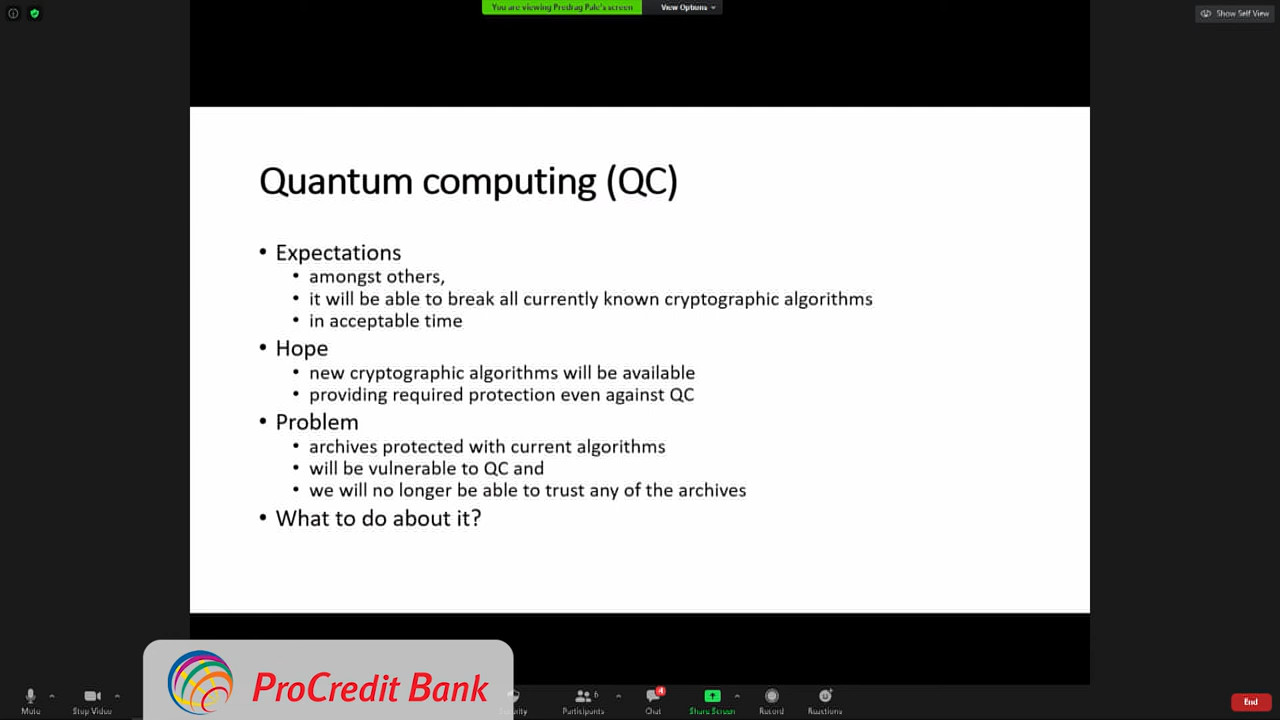 You are viewing Predrag Pale's screen
View Options
Show Self View
Quantum computing (QC)
• Expectations
• amongst others,
• it will be able to break all currently known cryptographic algorithms
• in acceptable time
• Hope
• new cryptographic algorithms will be available
• providing required protection even against QC
• Problem
• archives protected with current algorithms
• will be vulnerable to QC and
• we will no longer be able to trust any of the archives
• What to do about it?
ProCredit Bank
4
6
Mute
Stop Video
Participants
Chat
Share Screen
Record
Reactions
End